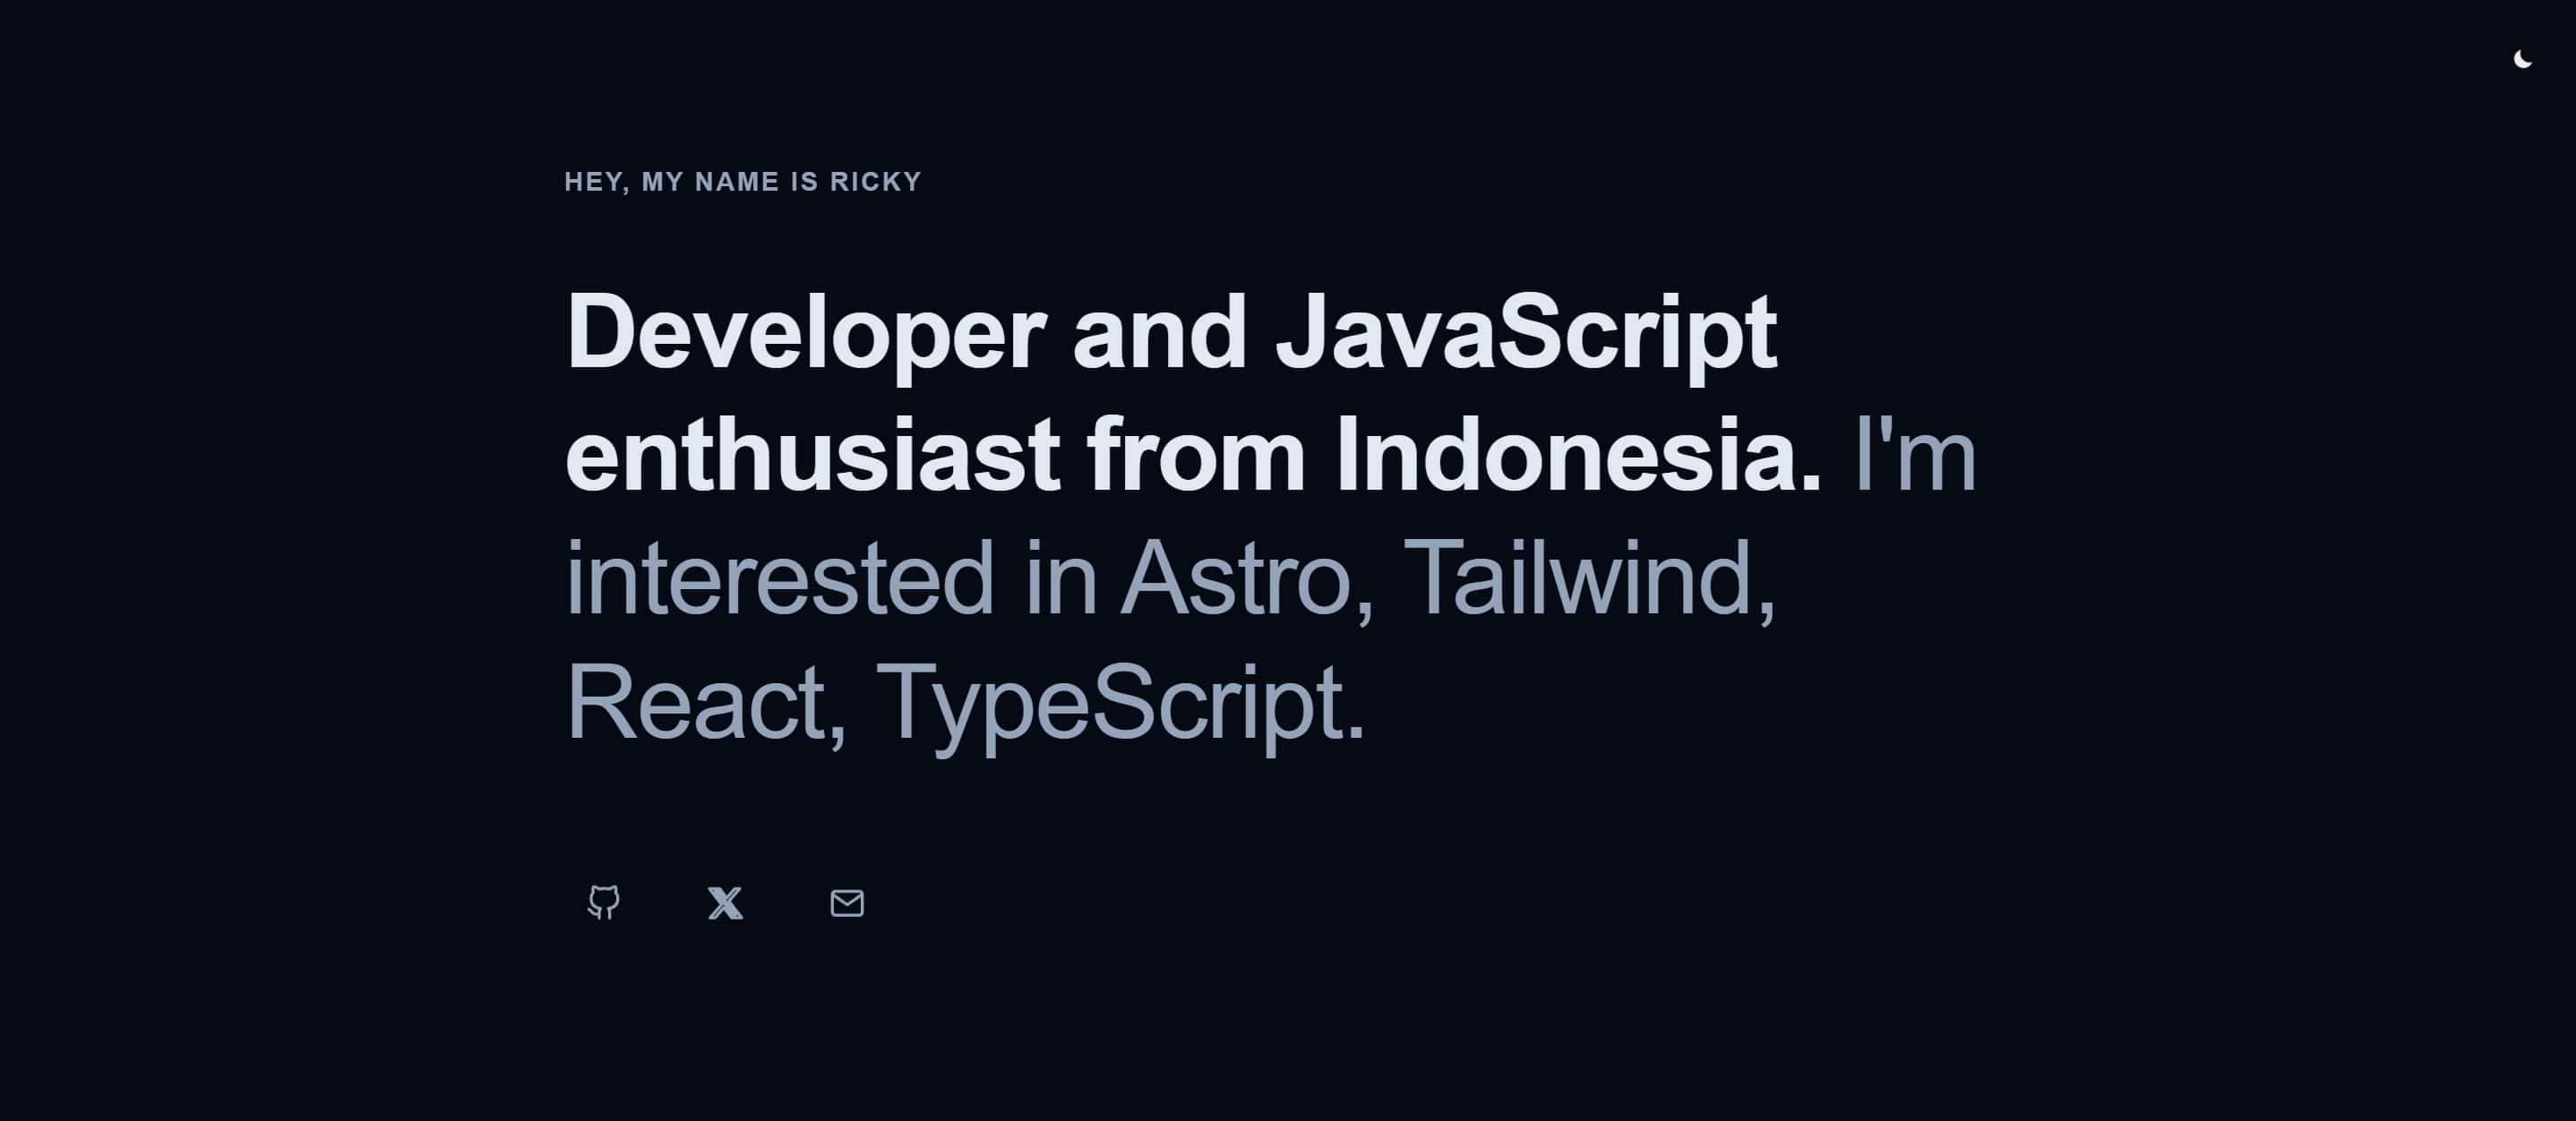 HEY, MY NAME IS RICKY
Developer and JavaScript
enthusiast from Indonesia. I'm
interested in Astro, Tailwind,
React, TypeScript.